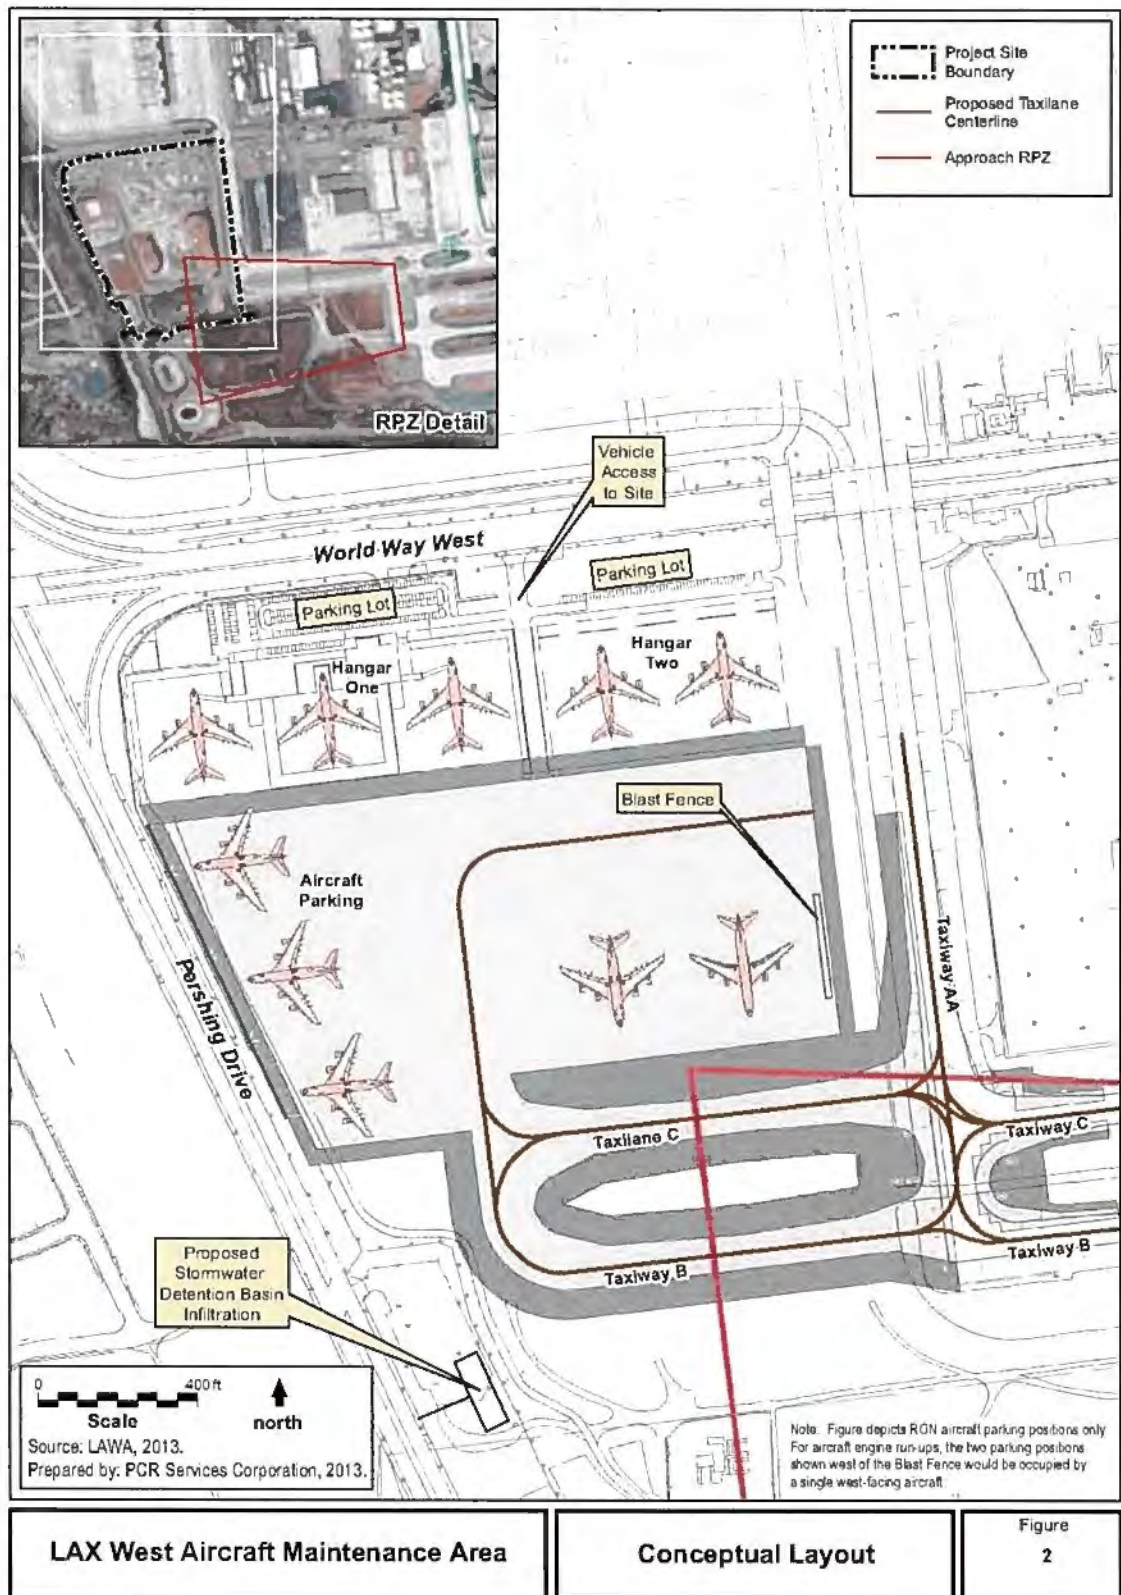 Project Site
Boundary
Proposed Taxilane
Centerline
Approach RPZ
RPZ Detail
Vehicle
Access
to Site
World Way West
Parking Lot
Parking Lot
Hangar
One
Hangar
Two
Blast Fence
Aircraft
Parking
Pershing Drive
Taxiway AA
Taxilane C
Taxiway C
Taxiway B
Taxiway B
Proposed
Stormwater
Detention Basin
Infiltration
0 400 ft
Scale
north
Source: LAWA, 2013.
Prepared by: PCR Services Corporation, 2013.
Note: Figure depicts RON aircraft parking positions only
For aircraft engine run-ups, the two parking positions
shown west of the Blast Fence would be occupied by
a single west-facing aircraft
LAX West Aircraft Maintenance Area
Conceptual Layout
Figure
2